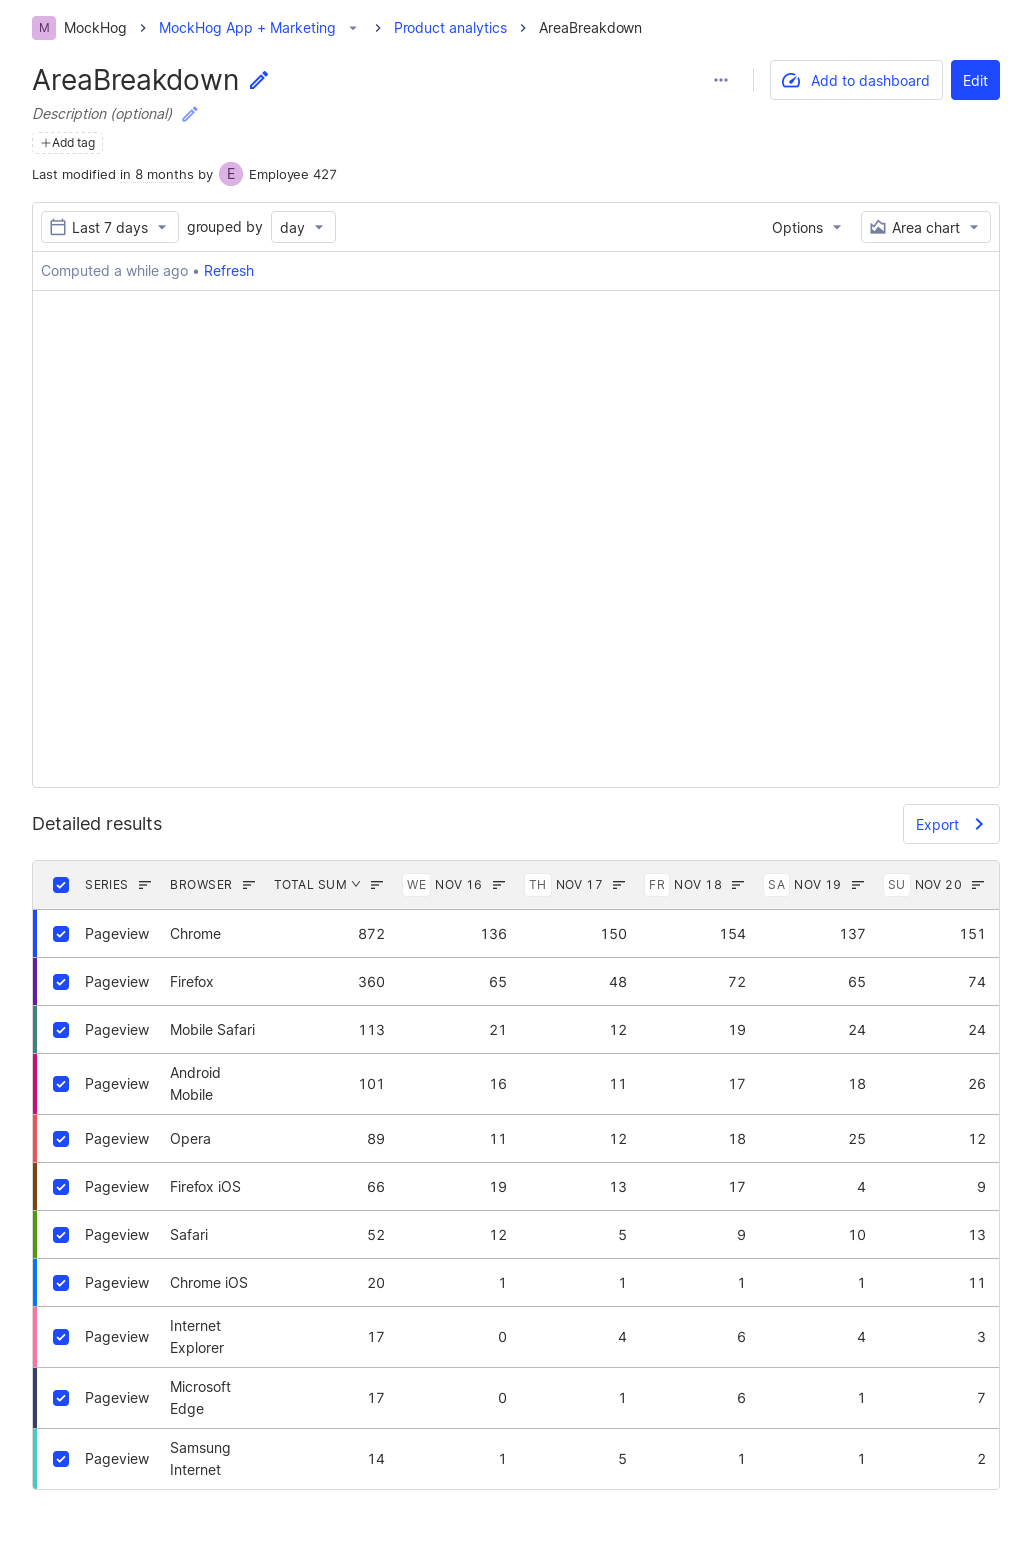 M MockHog MockHog App + Marketing Product analytics AreaBreakdown
AreaBreakdown
Add to dashboard Edit
Description (optional)
Add tag
Last modified in 8 months by E Employee 427
Last 7 days grouped by day Options Area chart
Computed a while ago • Refresh
Detailed results Export
SERIES BROWSER TOTAL SUM WE NOV 16 TH NOV 17 FR NOV 18 SA NOV 19 SU NOV 20
Pageview Chrome 872 136 150 154 137 151
Pageview Firefox 360 65 48 72 65 74
Pageview Mobile Safari 113 21 12 19 24 24
Pageview Android Mobile 101 16 11 17 18 26
Pageview Opera 89 11 12 18 25 12
Pageview Firefox iOS 66 19 13 17 4 9
Pageview Safari 52 12 5 9 10 13
Pageview Chrome iOS 20 1 1 1 1 11
Pageview Internet Explorer 17 0 4 6 4 3
Pageview Microsoft Edge 17 0 1 6 1 7
Pageview Samsung Internet 14 1 5 1 1 2